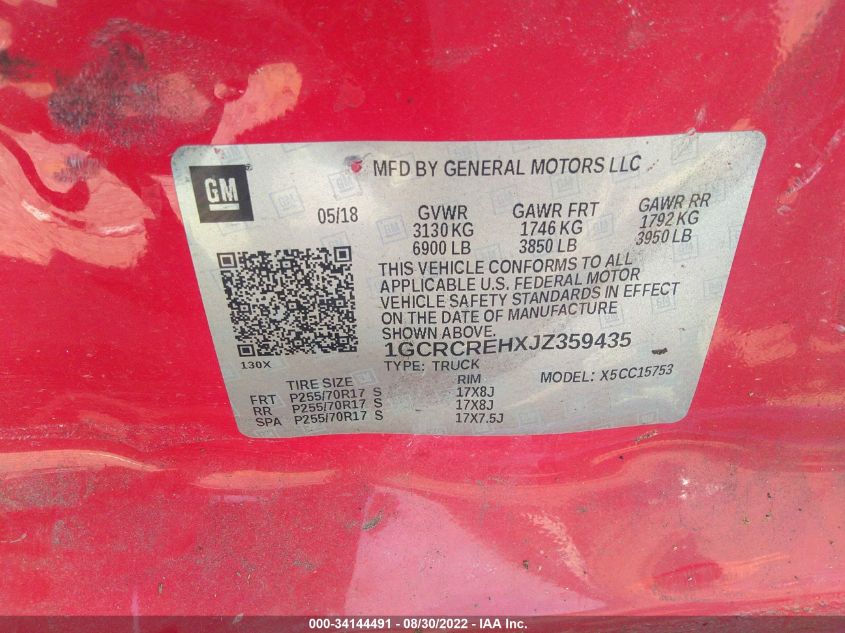 GM
MFD BY GENERAL MOTORS LLC
05/18
GVWR GAWR FRT GAWR RR
3130 KG 1746 KG 1792 KG
6900 LB 3850 LB 3950 LB
THIS VEHICLE CONFORMS TO ALL
APPLICABLE U.S. FEDERAL MOTOR
VEHICLE SAFETY STANDARDS IN EFFECT
ON THE DATE OF MANUFACTURE
SHOWN ABOVE.
1GCRCREHXJZ359435
130X
TYPE: TRUCK
MODEL: X5CC15753
TIRE SIZE RIM
FRT P255/70R17 S 17X8J
RR P255/70R17 S 17X8J
SPA P255/70R17 S 17X7.5J
000-34144491 - 08/30/2022 - IAA Inc.